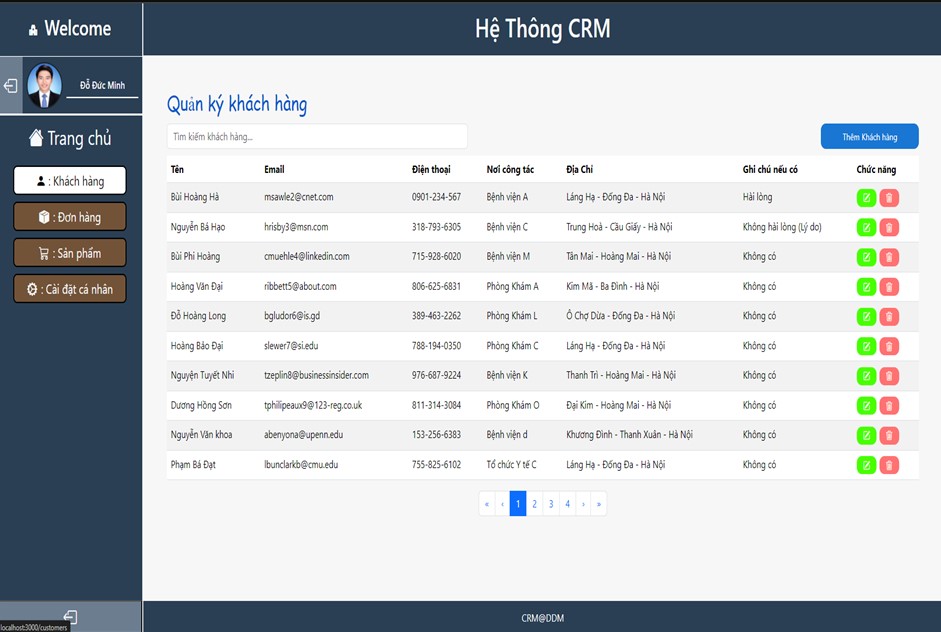 Welcome
Hệ Thông CRM
Đỗ Đức Minh
Trang chủ
: Khách hàng
: Đơn hàng
: Sản phẩm
: Cài đặt cá nhân
Quản ký khách hàng
Tìm kiếm khách hàng...
Thêm Khách hàng
Tên Email Điện thoại Nơi công tác Địa Chỉ Ghi chú nếu có Chức năng
Bùi Hoàng Hà msawle2@cnet.com 0901-234-567 Bệnh viện A Láng Hạ - Đống Đa - Hà Nội Hài lòng
Nguyễn Bá Hạo hrisby3@msn.com 318-793-6305 Bệnh viện C Trung Hoà - Cầu Giấy - Hà Nội Không hài lòng (Lý do)
Bùi Phi Hoàng cmuehle4@linkedin.com 715-928-6020 Bệnh viện M Tân Mai - Hoàng Mai - Hà Nội Không có
Hoàng Văn Đại ribbett5@about.com 806-625-6831 Phòng Khám A Kim Mã - Ba Đình - Hà Nội Không có
Đỗ Hoàng Long bgludor6@is.gd 389-463-2262 Phòng Khám L Ô Chợ Dừa - Đống Đa - Hà Nội Không có
Hoàng Bảo Đại slewer7@si.edu 788-194-0350 Phòng Khám C Láng Hạ - Đống Đa - Hà Nội Không có
Nguyện Tuyết Nhi tzeplin8@businessinsider.com 976-687-9224 Bệnh viện K Thanh Trì - Hoàng Mai - Hà Nội Không có
Dương Hồng Sơn tphilipeaux9@123-reg.co.uk 811-314-3084 Phòng Khám O Đại Kim - Hoàng Mai - Hà Nội Không có
Nguyễn Văn khoa abenyona@upenn.edu 153-256-6383 Bệnh viện d Khương Đình - Thanh Xuân - Hà Nội Không có
Phạm Bá Đạt lbunclarkb@cmu.edu 755-825-6102 Tổ chức Y tế C Láng Hạ - Đống Đa - Hà Nội Không có
« ‹ 1 2 3 4 › »
CRM@DDM
localhost:3000/customers